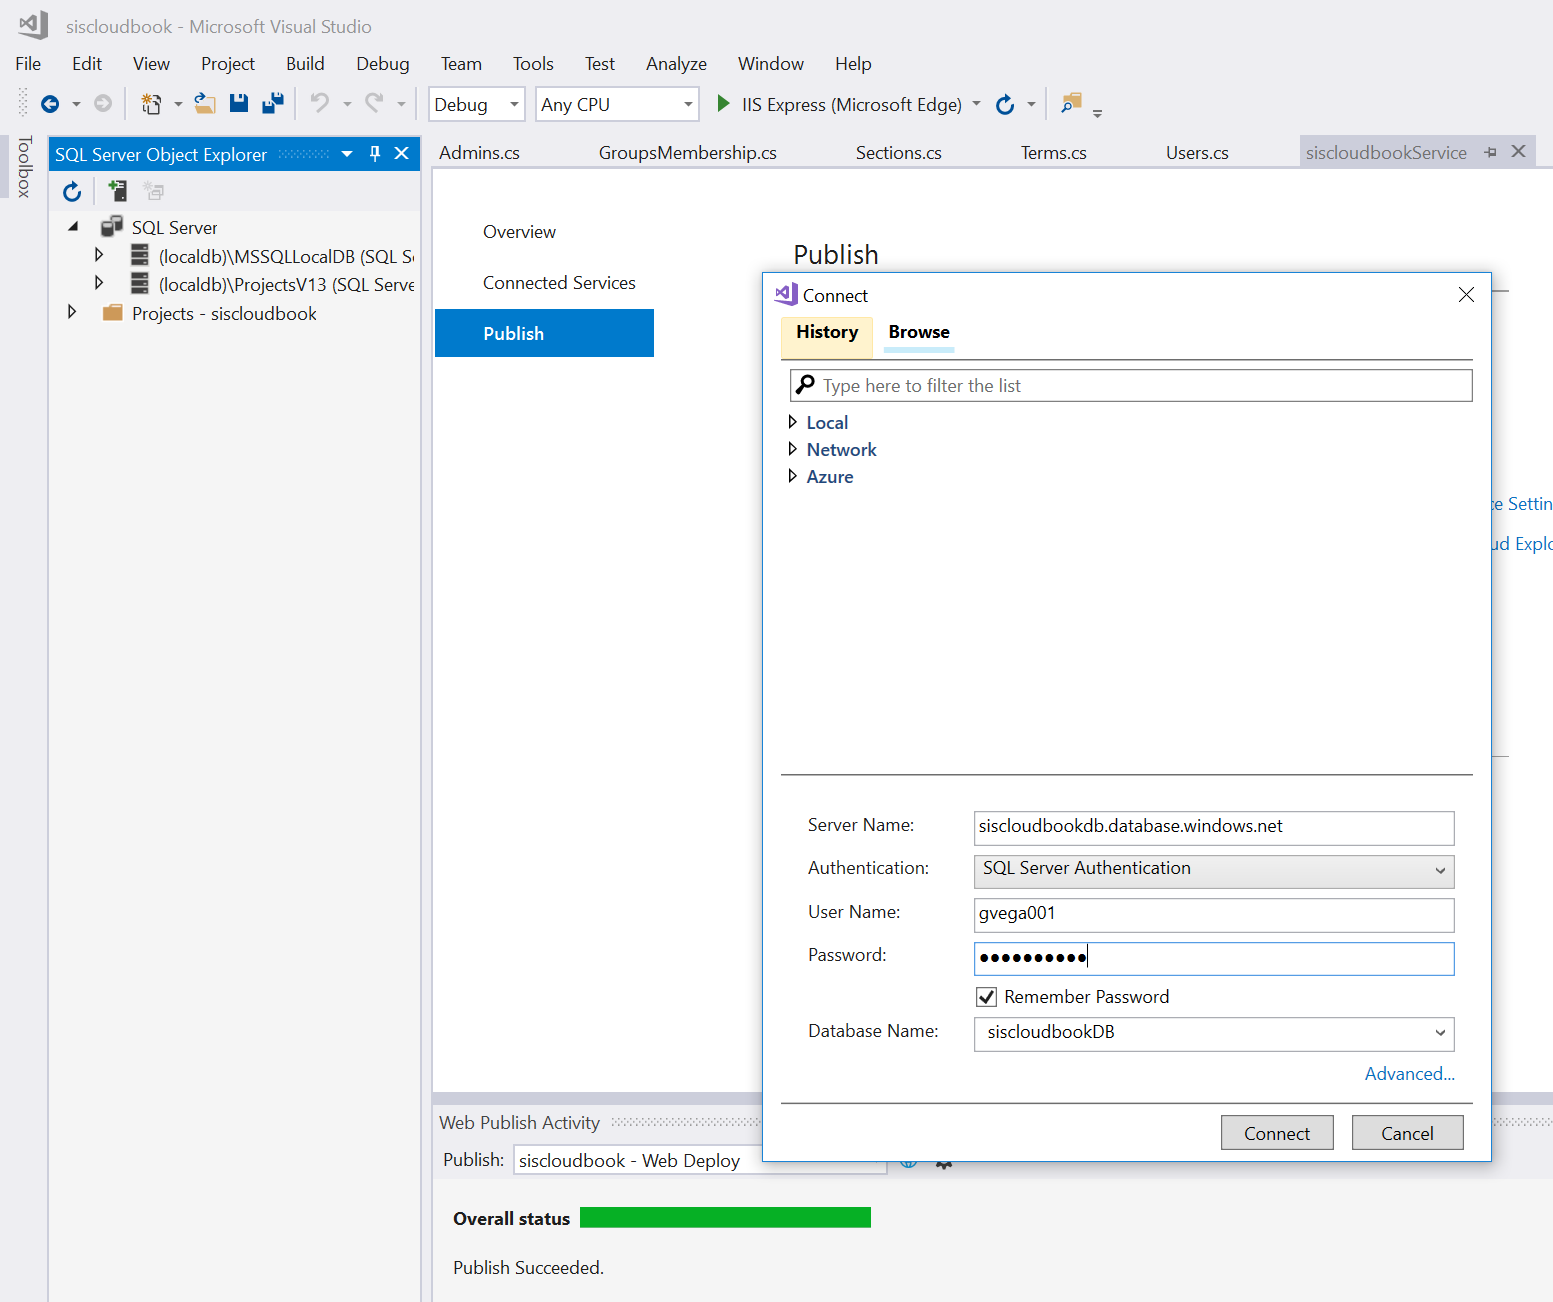 siscloudbook - Microsoft Visual Studio
File Edit View Project Build Debug Team Tools Test Analyze Window Help
Debug Any CPU IIS Express (Microsoft Edge)
Toolbox
SQL Server Object Explorer
SQL Server
(localdb)\MSSQLLocalDB (SQL Se
(localdb)\ProjectsV13 (SQL Serve
Projects - siscloudbook
Admins.cs GroupsMembership.cs Sections.cs Terms.cs Users.cs siscloudbookService
Overview
Connected Services
Publish
Publish
ce Settin
ud Explo
Connect
History Browse
Type here to filter the list
Local
Network
Azure
Server Name: siscloudbookdb.database.windows.net
Authentication: SQL Server Authentication
User Name: gvega001
Password: ●●●●●●●●●●
Remember Password
Database Name: siscloudbookDB
Advanced...
Connect Cancel
Web Publish Activity
Publish: siscloudbook - Web Deploy
Overall status
Publish Succeeded.